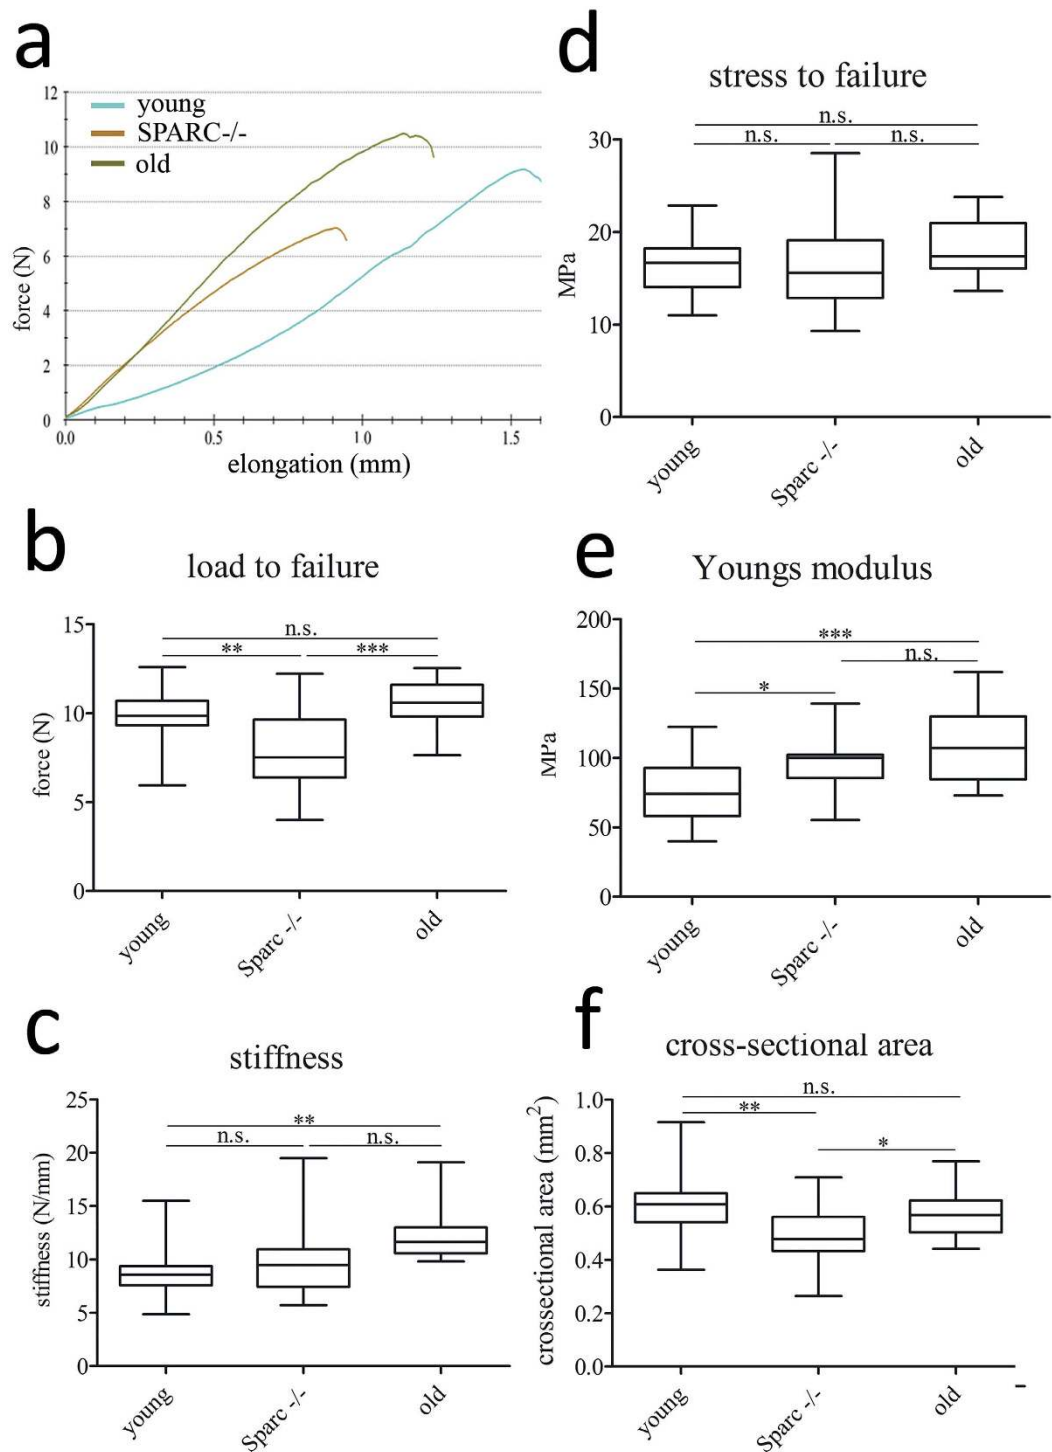 a
12
10
8
6
4
2
0
force (N)
young
SPARC-/-
old
0.0
0.5
1.0
1.5
elongation (mm)
b
load to failure
15
10
5
0
force (N)
n.s.
**
***
young
Sparc -/-
old
c
stiffness
25
20
15
10
5
0
stiffness (N/mm)
**
n.s.
n.s.
young
Sparc -/-
old
d
stress to failure
30
20
10
0
MPa
n.s.
n.s.
n.s.
young
Sparc -/-
old
e
Youngs modulus
200
150
100
50
0
MPa
***
n.s.
*
young
Sparc -/-
old
f
cross-sectional area
1.0
0.8
0.6
0.4
0.2
0.0
crossectional area (mm²)
n.s.
**
*
young
Sparc -/-
old